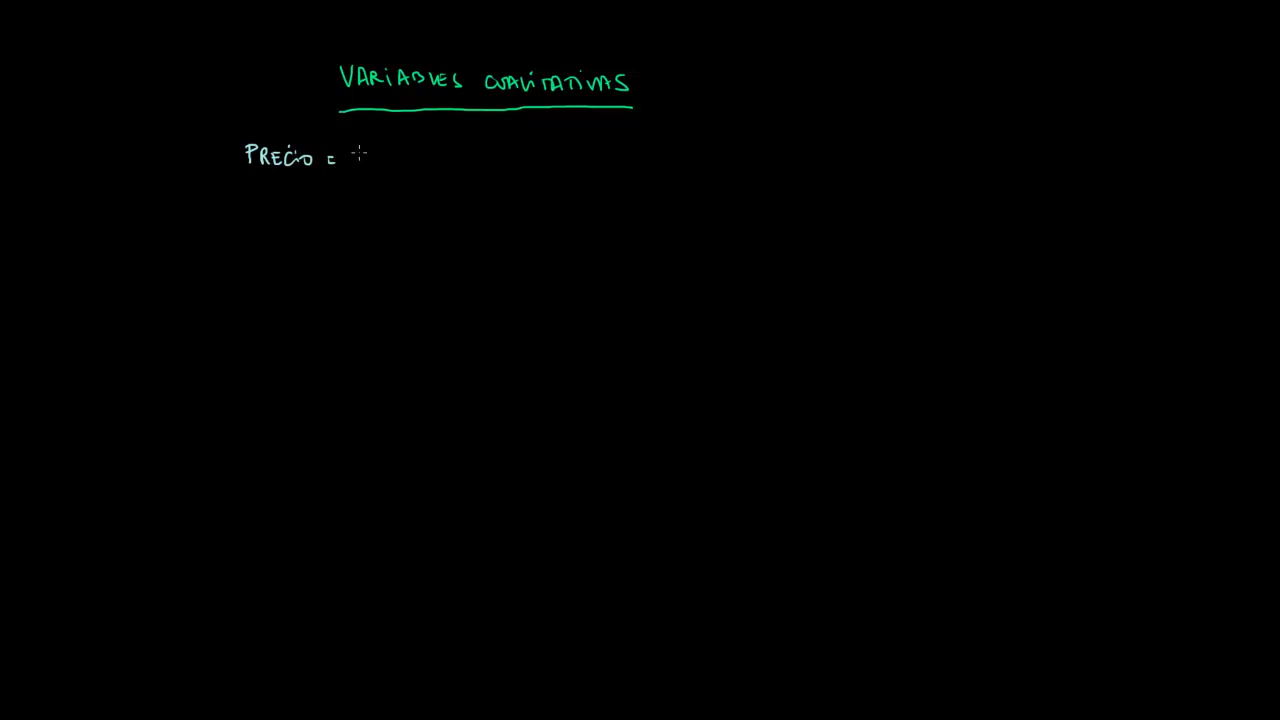 VARIABLES CUALITATIVAS
PRECIO =